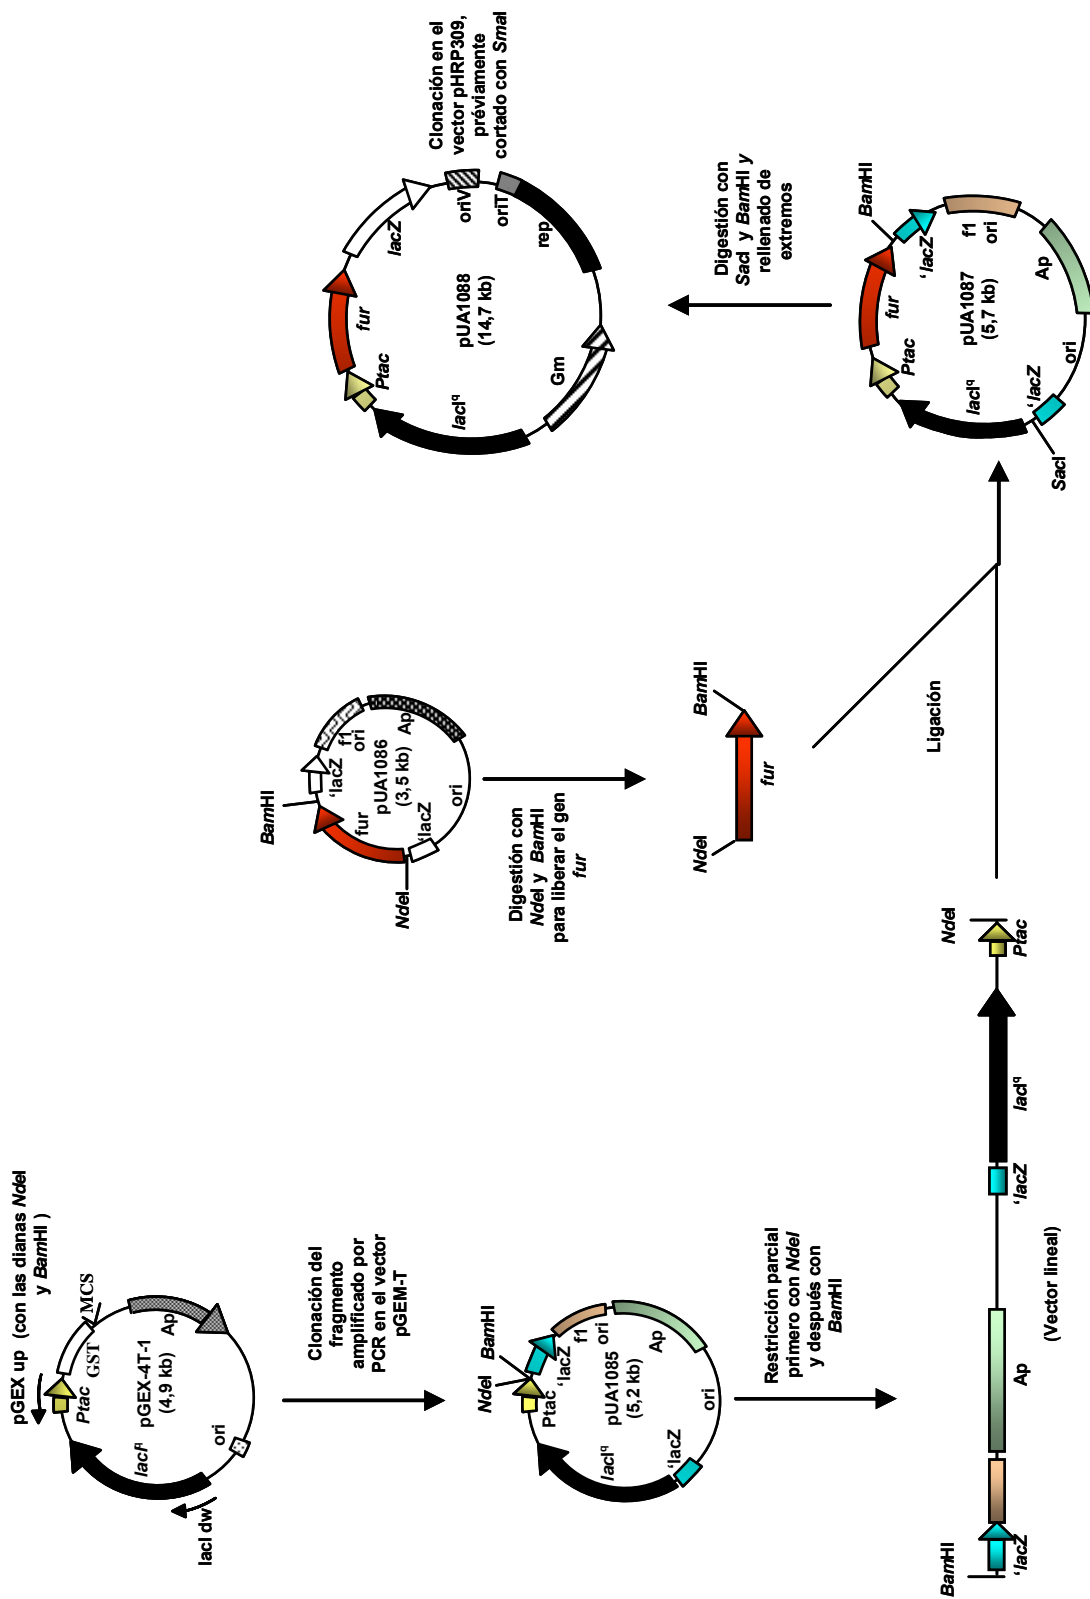 pGEX up (con las dianas NdeI
y BamHI )
MCS
GST
Ptac
Ap
lacIq
pGEX-4T-1
(4,9 kb)
ori
lacI dw
Clonación del
fragmento
amplificado por
PCR en el vector
pGEM-T
NdeI
BamHI
Ptac
'lacZ
f1
ori
Ap
lacIq
pUA1085
(5,2 kb)
'lacZ
ori
Restricción parcial
primero con NdeI
y después con
BamHI
BamHI
'lacZ
Ap
(Vector lineal)
'lacZ
lacIq
Ptac
NdeI
BamHI
'lacZ
f1
ori
Ap
fur
pUA1086
(3,5 kb)
'lacZ
ori
NdeI
Digestión con
NdeI y BamHI
para liberar el gen
fur
NdeI
BamHI
fur
Ligación
BamHI
fur
Ptac
'lacZ
f1
ori
Ap
pUA1087
(5,7 kb)
lacIq
'lacZ
ori
SacI
Digestión con
SacI y BamHI y
rellenado de
extremos
Clonación en el
vector pHRP309,
préviamente
cortado con SmaI
fur
lacZ
Ptac
oriV
oriT
rep
pUA1088
(14,7 kb)
lacIq
Gm